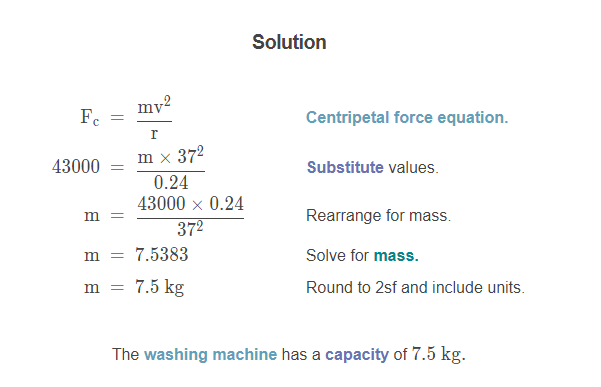 Solution
F_c = mv²/r Centripetal force equation.
43000 = m × 37²/0.24 Substitute values.
m = 43000 × 0.24/37² Rearrange for mass.
m = 7.5383 Solve for mass.
m = 7.5 kg Round to 2sf and include units.
The washing machine has a capacity of 7.5 kg.